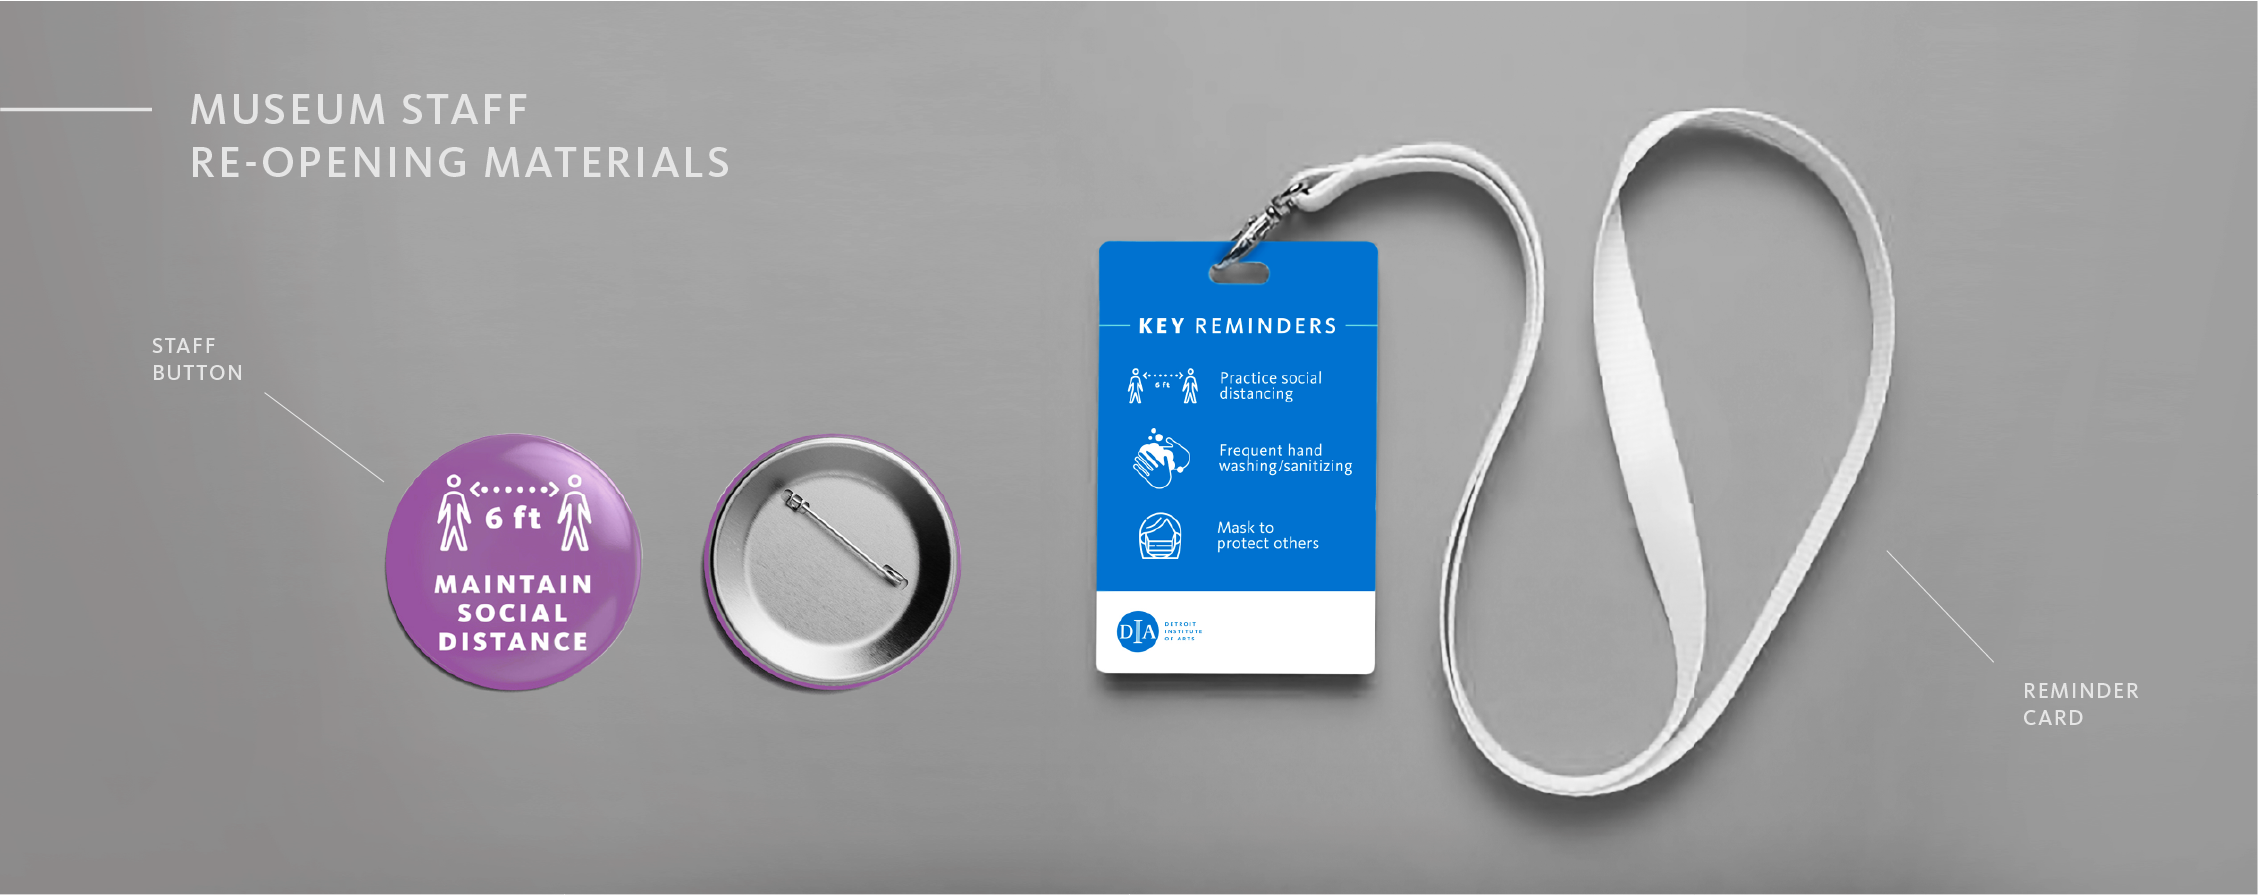 MUSEUM STAFF
RE-OPENING MATERIALS
STAFF
BUTTON
6 ft
MAINTAIN
SOCIAL
DISTANCE
KEY REMINDERS
6 ft
Practice social
distancing
Frequent hand
washing/sanitizing
Mask to
protect others
DIA
DETROIT
INSTITUTE
OF ARTS
REMINDER
CARD